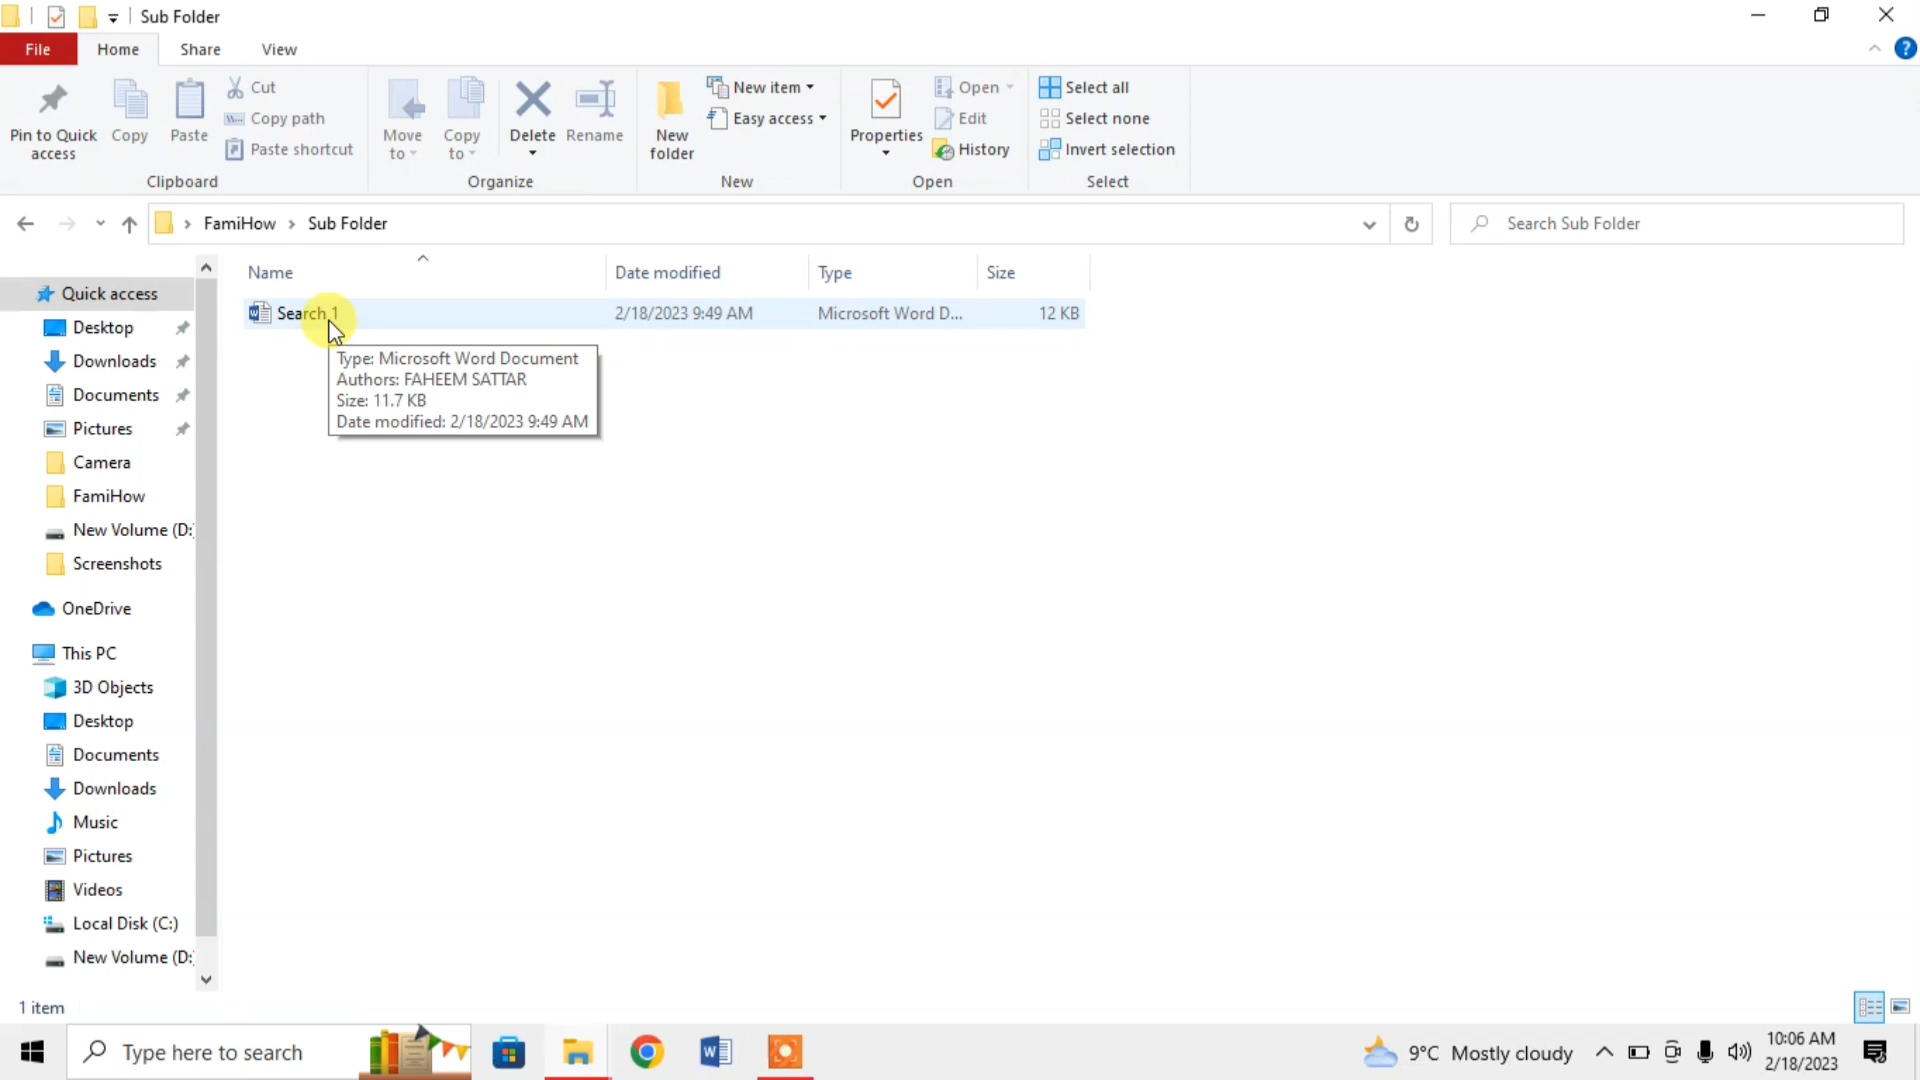 Sub Folder
File Home Share View
Pin to Quick access
Copy
Paste
Cut
Copy path
Paste shortcut
Clipboard
Move to
Copy to
Delete
Rename
Organize
New folder
New item
Easy access
New
Properties
Open
Edit
History
Open
Select all
Select none
Invert selection
Select
FamiHow › Sub Folder
Search Sub Folder
Name Date modified Type Size
Search 1 2/18/2023 9:49 AM Microsoft Word D... 12 KB
Type: Microsoft Word Document
Authors: FAHEEM SATTAR
Size: 11.7 KB
Date modified: 2/18/2023 9:49 AM
Quick access
Desktop
Downloads
Documents
Pictures
Camera
FamiHow
New Volume (D:
Screenshots
OneDrive
This PC
3D Objects
Desktop
Documents
Downloads
Music
Pictures
Videos
Local Disk (C:)
New Volume (D:
1 item
Type here to search
9°C Mostly cloudy
10:06 AM
2/18/2023